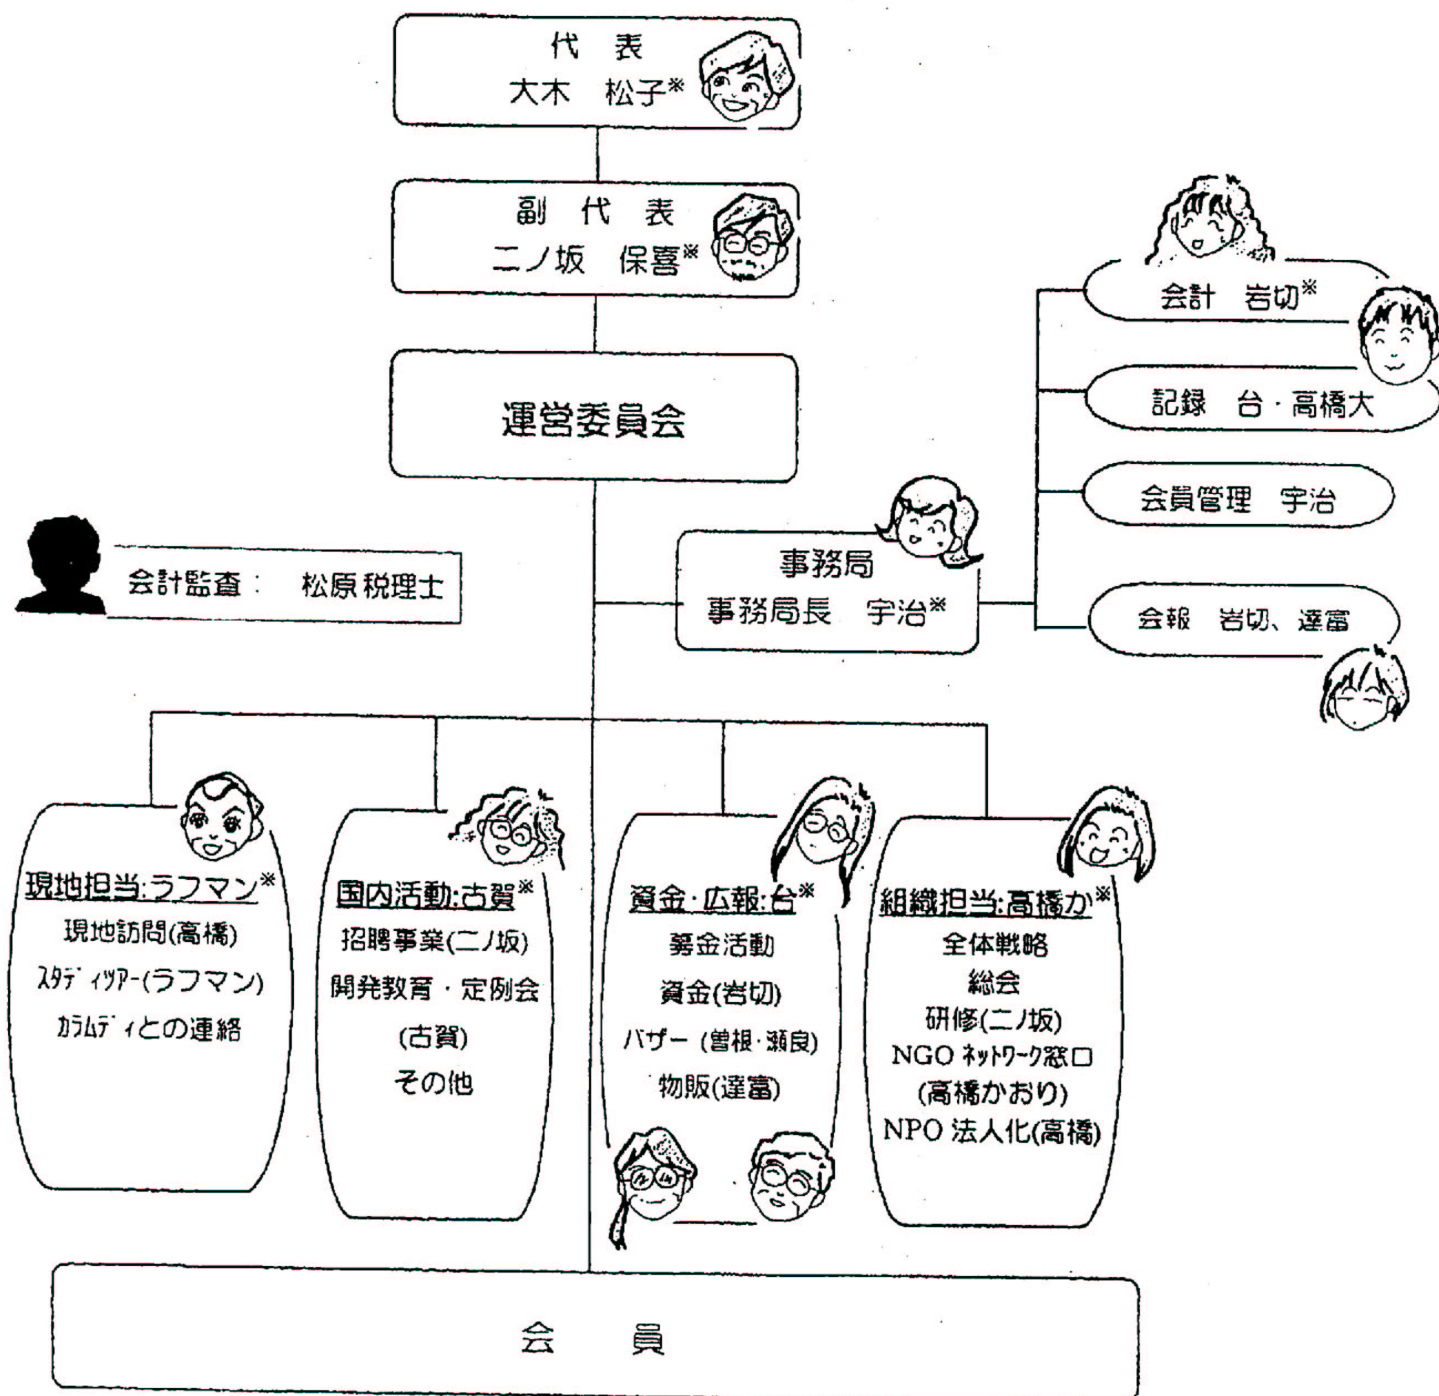 代 表
大木 松子※
副 代 表
二ノ坂 保喜※
運営委員会
会計 岩切※
記録 台・高橋大
会員管理 宇治
会報 岩切、達富
事務局
事務局長 宇治※
会計監査: 松原税理士
現地担当:ラフマン※
現地訪問(高橋)
ｽﾀﾃﾞｨﾂｱｰ(ラフマン)
ｶﾗﾑﾃﾞｨとの連絡
国内活動:古賀※
招聘事業(二ノ坂)
開発教育・定例会
(古賀)
その他
資金・広報:台※
募金活動
資金(岩切)
バザー(曽根・瀬良)
物販(達富)
組織担当:高橋か※
全体戦略
総会
研修(二ノ坂)
NGO ﾈｯﾄﾜｰｸ窓口
(高橋かおり)
NPO 法人化(高橋)
会 員